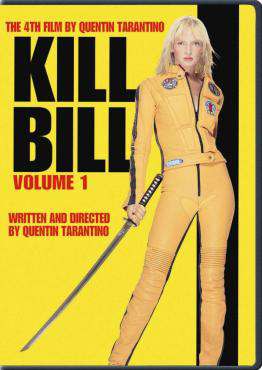 THE 4TH FILM BY QUENTIN TARANTINO
KILL
BILL
VOLUME 1
WRITTEN AND DIRECTED
BY QUENTIN TARANTINO